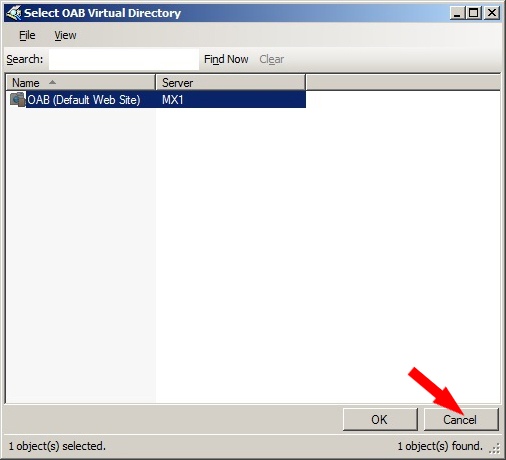 Select OAB Virtual Directory
File View
Search: Find Now Clear
Name Server
OAB (Default Web Site) MX1
OK Cancel
1 object(s) selected. 1 object(s) found.